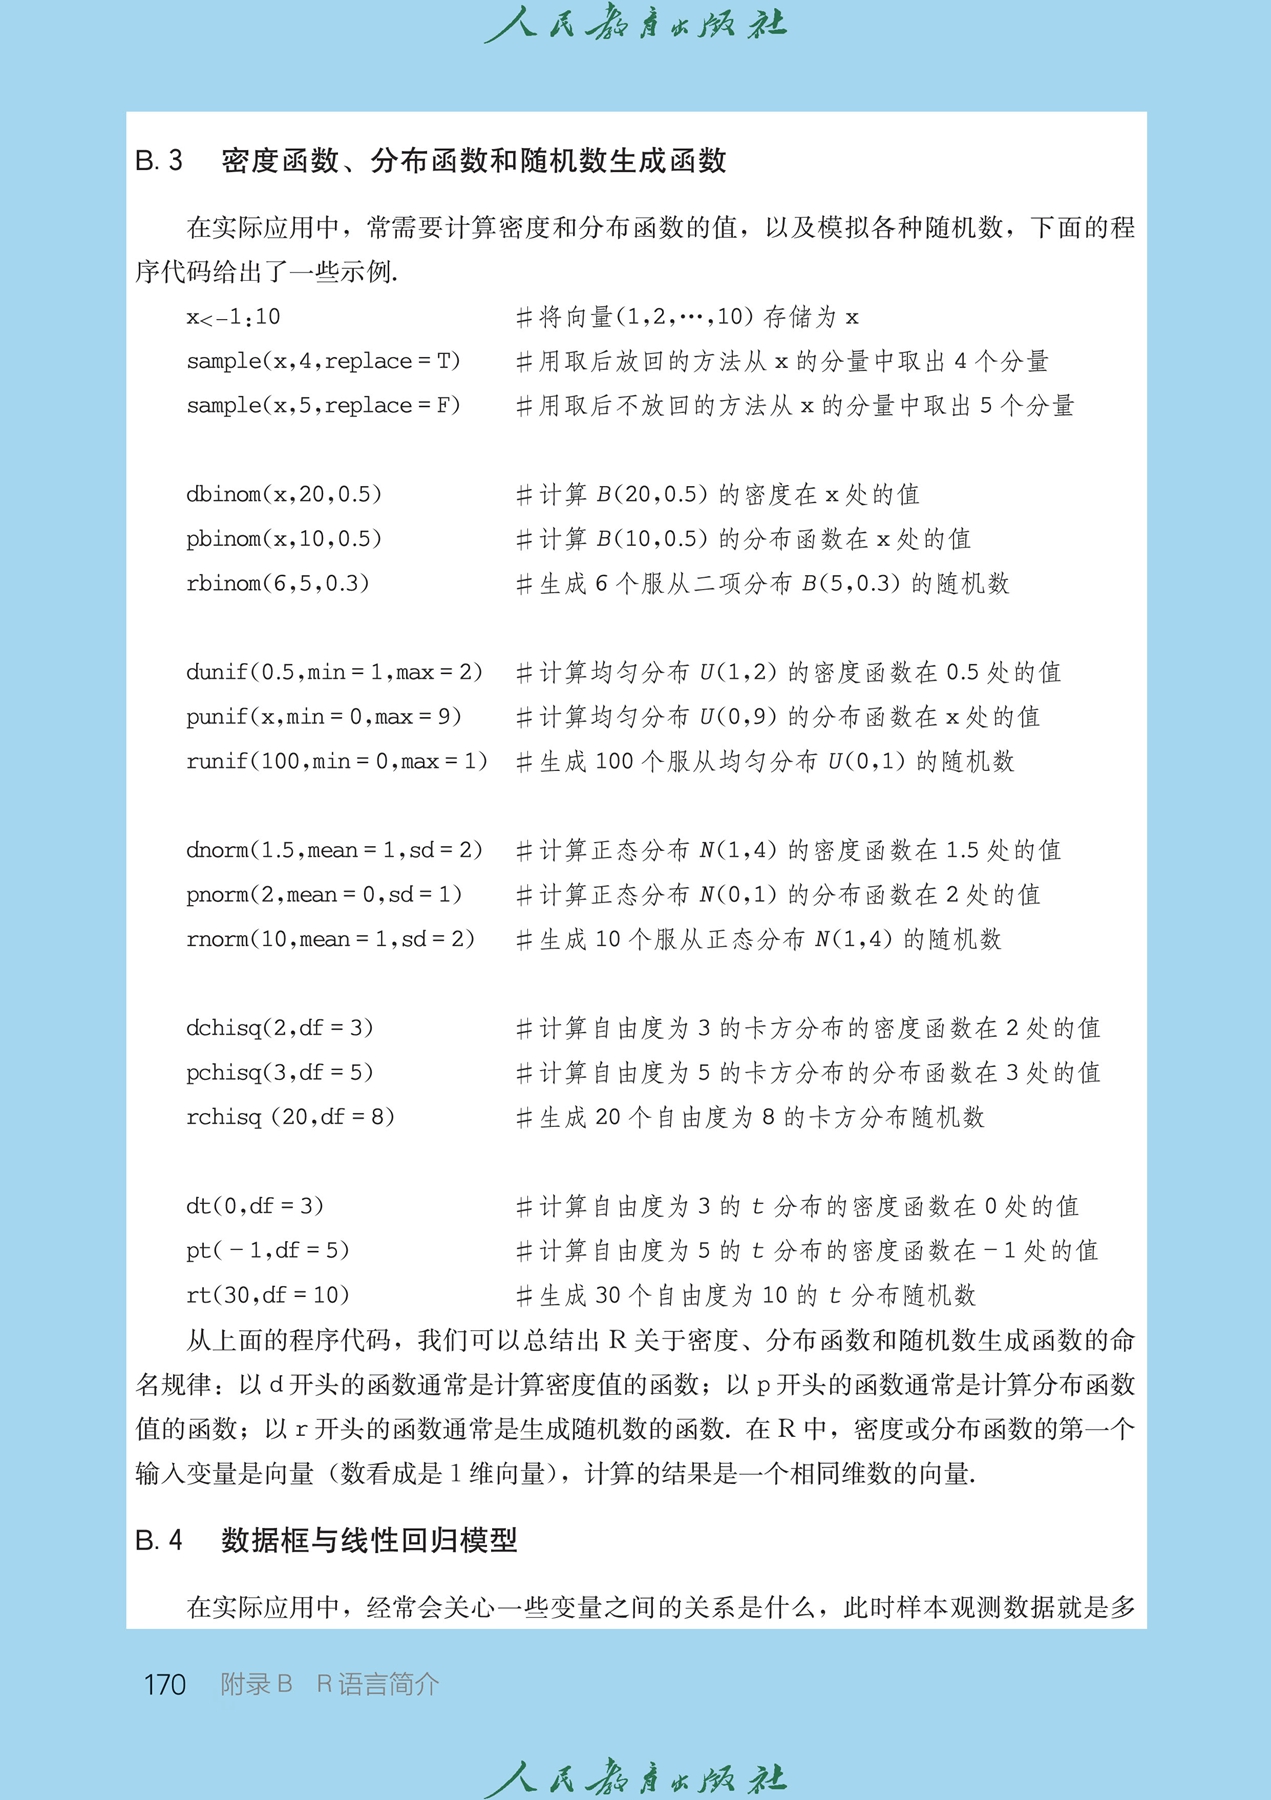 人民教育出版社
B. 3 密度函数、分布函数和随机数生成函数
在实际应用中，常需要计算密度和分布函数的值，以及模拟各种随机数，下面的程
序代码给出了一些示例.
x<-1:10 #将向量(1,2,…,10)存储为 x
sample(x,4,replace=T) #用取后放回的方法从 x 的分量中取出 4 个分量
sample(x,5,replace=F) #用取后不放回的方法从 x 的分量中取出 5 个分量
dbinom(x,20,0.5) #计算 B(20,0.5) 的密度在 x 处的值
pbinom(x,10,0.5) #计算 B(10,0.5) 的分布函数在 x 处的值
rbinom(6,5,0.3) #生成 6 个服从二项分布 B(5,0.3) 的随机数
dunif(0.5,min=1,max=2) #计算均匀分布 U(1,2) 的密度函数在 0.5 处的值
punif(x,min=0,max=9) #计算均匀分布 U(0,9) 的分布函数在 x 处的值
runif(100,min=0,max=1) #生成 100 个服从均匀分布 U(0,1) 的随机数
dnorm(1.5,mean=1,sd=2) #计算正态分布 N(1,4) 的密度函数在 1.5 处的值
pnorm(2,mean=0,sd=1) #计算正态分布 N(0,1) 的分布函数在 2 处的值
rnorm(10,mean=1,sd=2) #生成 10 个服从正态分布 N(1,4) 的随机数
dchisq(2,df=3) #计算自由度为 3 的卡方分布的密度函数在 2 处的值
pchisq(3,df=5) #计算自由度为 5 的卡方分布的分布函数在 3 处的值
rchisq (20,df=8) #生成 20 个自由度为 8 的卡方分布随机数
dt(0,df=3) #计算自由度为 3 的 t 分布的密度函数在 0 处的值
pt(-1,df=5) #计算自由度为 5 的 t 分布的密度函数在-1 处的值
rt(30,df=10) #生成 30 个自由度为 10 的 t 分布随机数
从上面的程序代码，我们可以总结出 R 关于密度、分布函数和随机数生成函数的命
名规律：以 d 开头的函数通常是计算密度值的函数；以 p 开头的函数通常是计算分布函数
值的函数；以 r 开头的函数通常是生成随机数的函数. 在 R 中，密度或分布函数的第一个
输入变量是向量（数看成是 1 维向量），计算的结果是一个相同维数的向量.
B. 4 数据框与线性回归模型
在实际应用中，经常会关心一些变量之间的关系是什么，此时样本观测数据就是多
170 附录 B R 语言简介
人民教育出版社